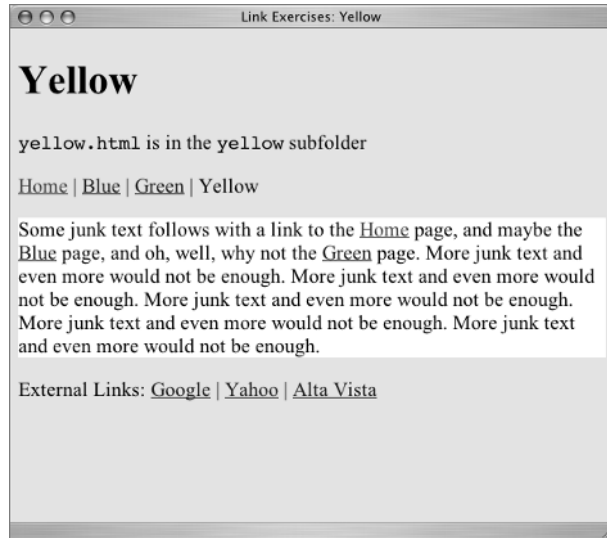 Link Exercises: Yellow
Yellow
yellow.html is in the yellow subfolder
Home | Blue | Green | Yellow
Some junk text follows with a link to the Home page, and maybe the
Blue page, and oh, well, why not the Green page. More junk text and
even more would not be enough. More junk text and even more would
not be enough. More junk text and even more would not be enough.
More junk text and even more would not be enough. More junk text
and even more would not be enough.
External Links: Google | Yahoo | Alta Vista